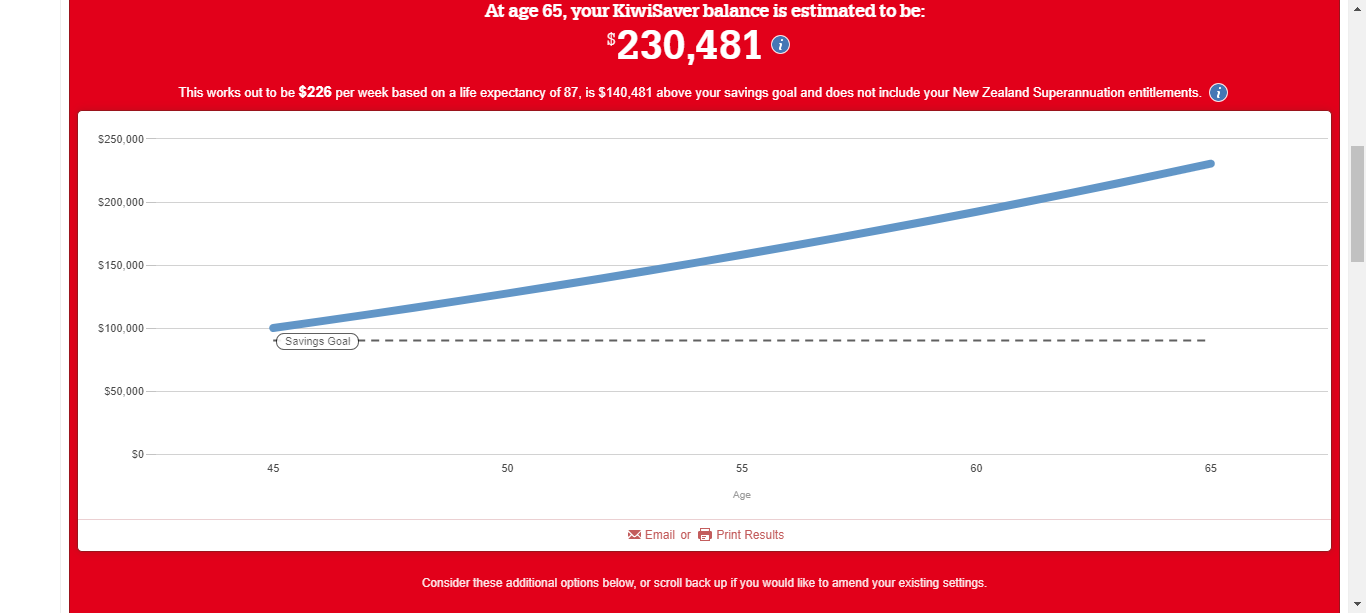 At age 65, your KiwiSaver balance is estimated to be:
$230,481 i
This works out to be $226 per week based on a life expectancy of 87, is $140,481 above your savings goal and does not include your New Zealand Superannuation entitlements. i
$250,000
$200,000
$150,000
$100,000
Savings Goal
$50,000
$0
45 50 55 60 65
Age
Email or Print Results
Consider these additional options below, or scroll back up if you would like to amend your existing settings.